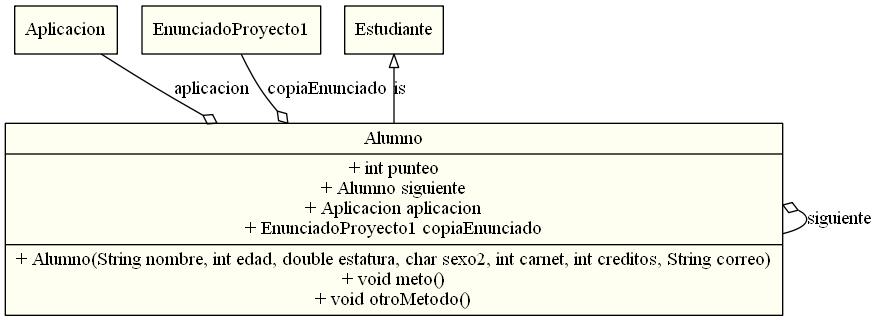 Aplicacion
EnunciadoProyecto1
Estudiante
aplicacion
copiaEnunciado
is
Alumno
+ int punteo
+ Alumno siguiente
+ Aplicacion aplicacion
+ EnunciadoProyecto1 copiaEnunciado
siguiente
+ Alumno(String nombre, int edad, double estatura, char sexo2, int carnet, int creditos, String correo)
+ void meto()
+ void otroMetodo()